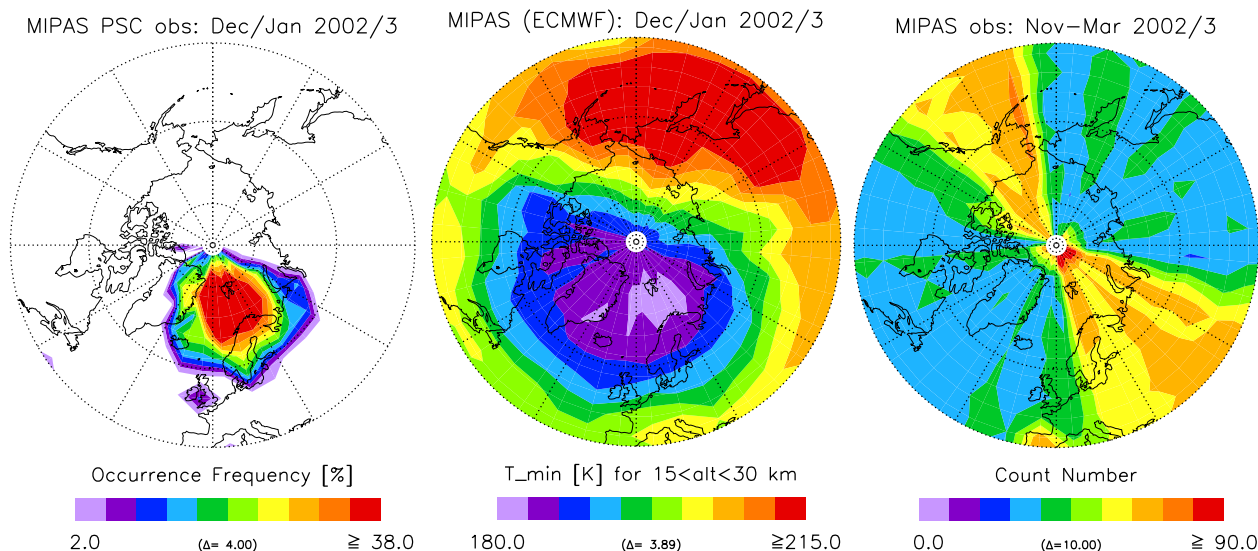 MIPAS PSC obs: Dec/Jan 2002/3
MIPAS (ECMWF): Dec/Jan 2002/3
MIPAS obs: Nov-Mar 2002/3
Occurrence Frequency [%]
2.0 (Δ= 4.00) ≧ 38.0
T_min [K] for 15<alt<30 km
180.0 (Δ= 3.89) ≧215.0
Count Number
0.0 (Δ=10.00) ≧ 90.0